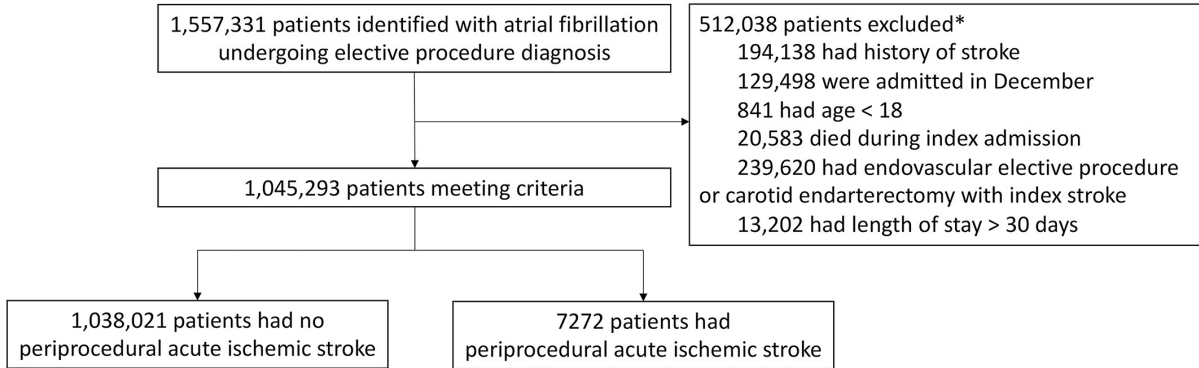 1,557,331 patients identified with atrial fibrillation
undergoing elective procedure diagnosis
512,038 patients excluded*
194,138 had history of stroke
129,498 were admitted in December
841 had age < 18
20,583 died during index admission
239,620 had endovascular elective procedure
or carotid endarterectomy with index stroke
13,202 had length of stay > 30 days
1,045,293 patients meeting criteria
1,038,021 patients had no
periprocedural acute ischemic stroke
7272 patients had
periprocedural acute ischemic stroke